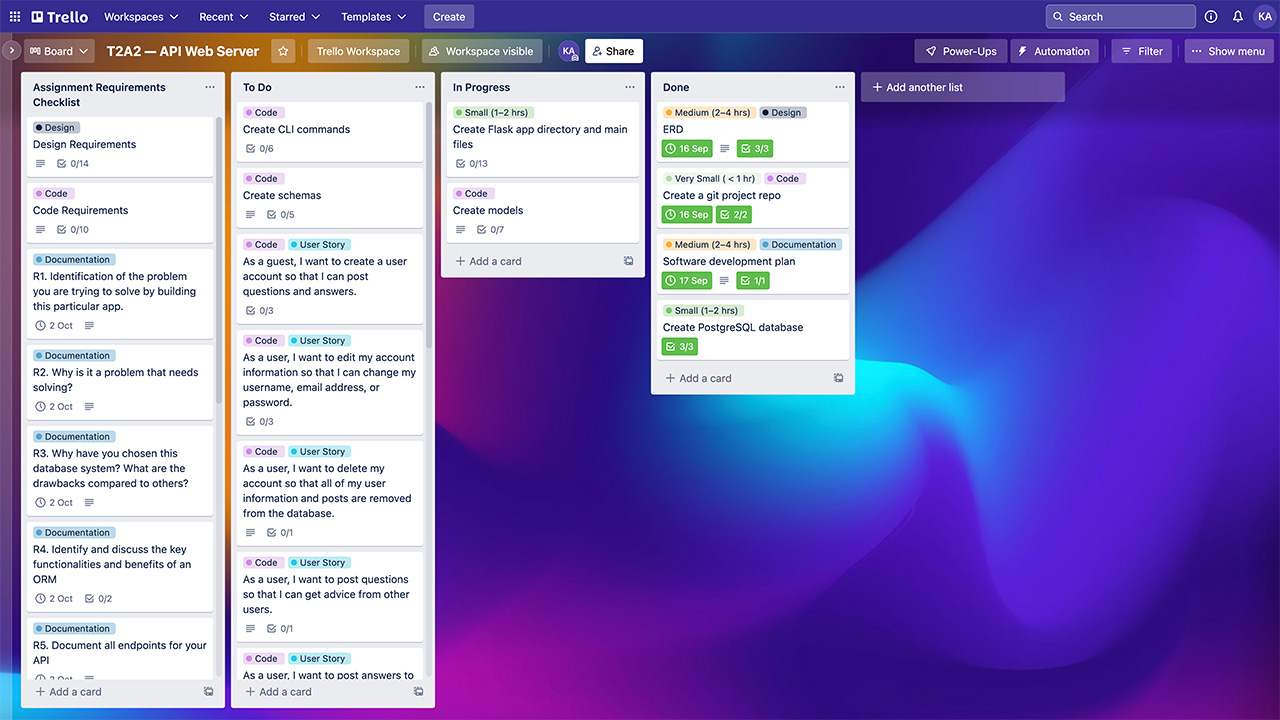 Trello
Workspaces
Recent
Starred
Templates
Create
Search
KA
Board
T2A2 — API Web Server
Trello Workspace
Workspace visible
KA
Share
Power-Ups
Automation
Filter
Show menu
Assignment Requirements
Checklist
Design
Design Requirements
0/14
Code
Code Requirements
0/10
Documentation
R1. Identification of the problem
you are trying to solve by building
this particular app.
2 Oct
Documentation
R2. Why is it a problem that needs
solving?
2 Oct
Documentation
R3. Why have you chosen this
database system? What are the
drawbacks compared to others?
2 Oct
Documentation
R4. Identify and discuss the key
functionalities and benefits of an
ORM
2 Oct 0/2
Documentation
R5. Document all endpoints for your
API
2 Oct
+ Add a card
To Do
Code
Create CLI commands
0/6
Code
Create schemas
0/5
Code User Story
As a guest, I want to create a user
account so that I can post
questions and answers.
0/3
Code User Story
As a user, I want to edit my account
information so that I can change my
username, email address, or
password.
0/3
Code User Story
As a user, I want to delete my
account so that all of my user
information and posts are removed
from the database.
0/1
Code User Story
As a user, I want to post questions
so that I can get advice from other
users.
0/1
Code User Story
As a user, I want to post answers to
+ Add a card
In Progress
Small (1–2 hrs)
Create Flask app directory and main
files
0/13
Code
Create models
0/7
+ Add a card
Done
Medium (2–4 hrs) Design
ERD
16 Sep 3/3
Very Small ( < 1 hr) Code
Create a git project repo
16 Sep 2/2
Medium (2–4 hrs) Documentation
Software development plan
17 Sep 1/1
Small (1–2 hrs)
Create PostgreSQL database
3/3
+ Add a card
+ Add another list